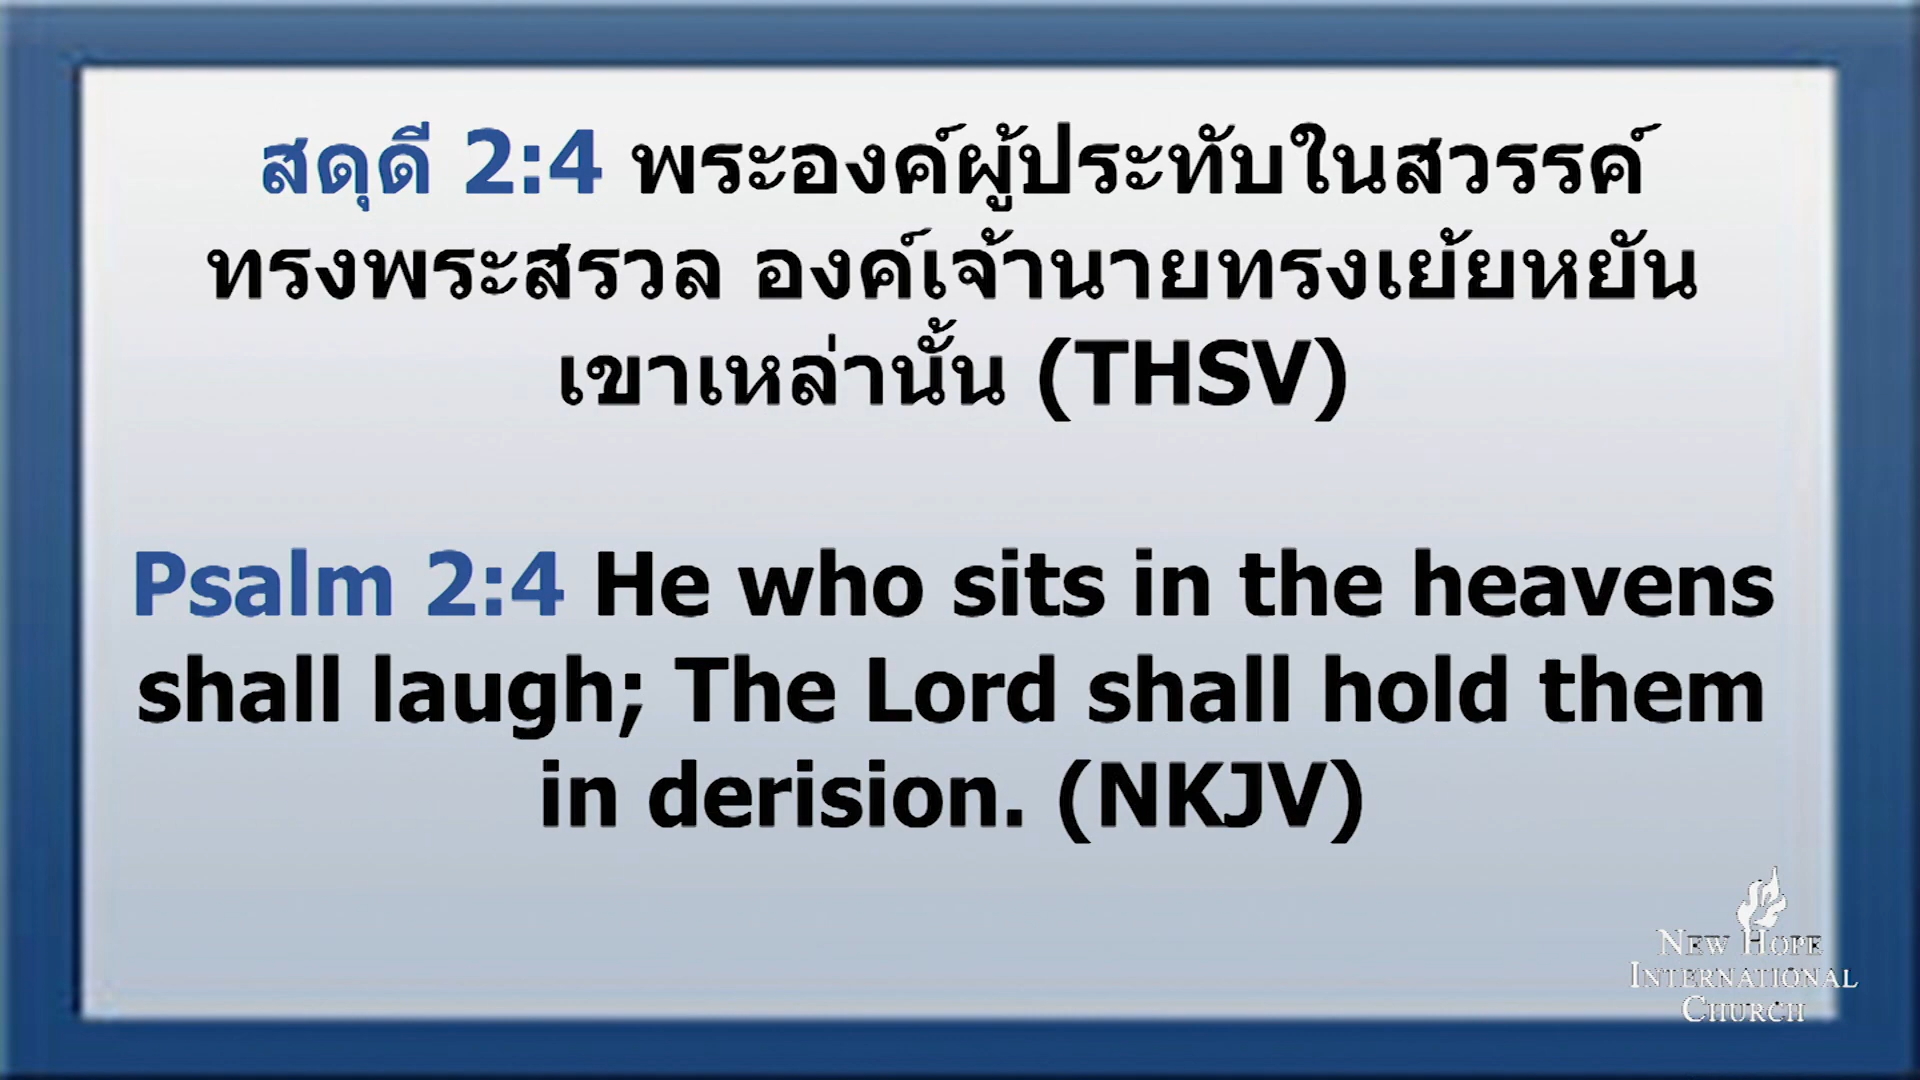 สดุดี 2:4 พระองค์ผู้ประทับในสวรรค์
ทรงพระสรวล องค์เจ้านายทรงเย้ยหยัน
เขาเหล่านั้น (THSV)
Psalm 2:4 He who sits in the heavens
shall laugh; The Lord shall hold them
in derision. (NKJV)
NEW HOPE
INTERNATIONAL
CHURCH